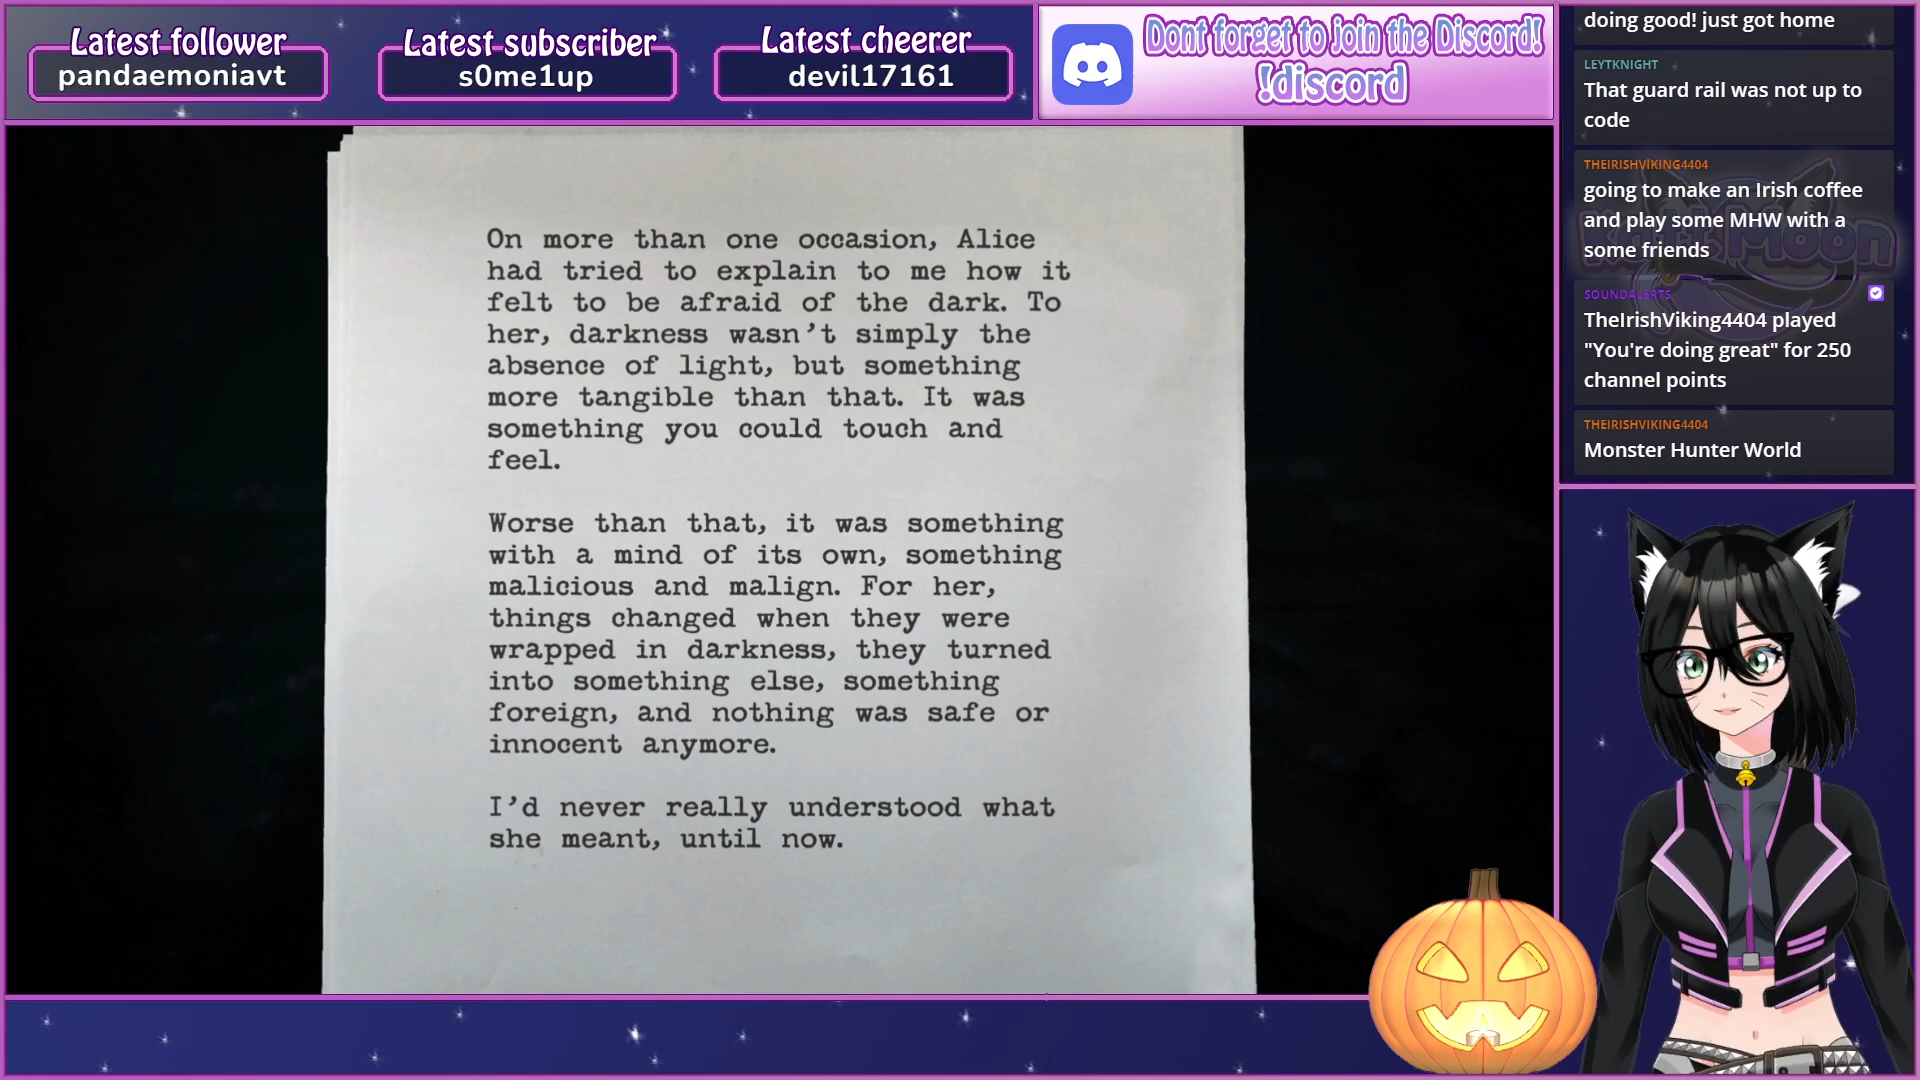 Latest follower
pandaemoniavt
Latest subscriber
s0me1up
Latest cheerer
devil17161
Dont forget to join the Discord!
!discord
On more than one occasion, Alice
had tried to explain to me how it
felt to be afraid of the dark. To
her, darkness wasn’t simply the
absence of light, but something
more tangible than that. It was
something you could touch and
feel.
Worse than that, it was something
with a mind of its own, something
malicious and malign. For her,
things changed when they were
wrapped in darkness, they turned
into something else, something
foreign, and nothing was safe or
innocent anymore.
I’d never really understood what
she meant, until now.
doing good! just got home
LEYTKNIGHT
That guard rail was not up to
code
THEIRISHVIKING4404
going to make an Irish coffee
and play some MHW with a
some friends
SOUNDALERTS
TheIrishViking4404 played
"You're doing great" for 250
channel points
THEIRISHVIKING4404
Monster Hunter World